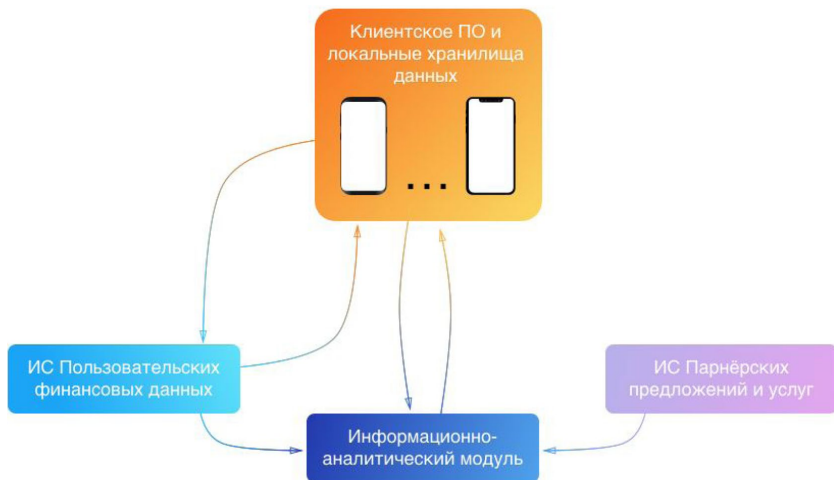 Клиентское ПО и
локальные хранилища
данных
...
ИС Пользовательских
финансовых данных
ИС Парнёрских
предложений и услуг
Информационно-
аналитический модуль